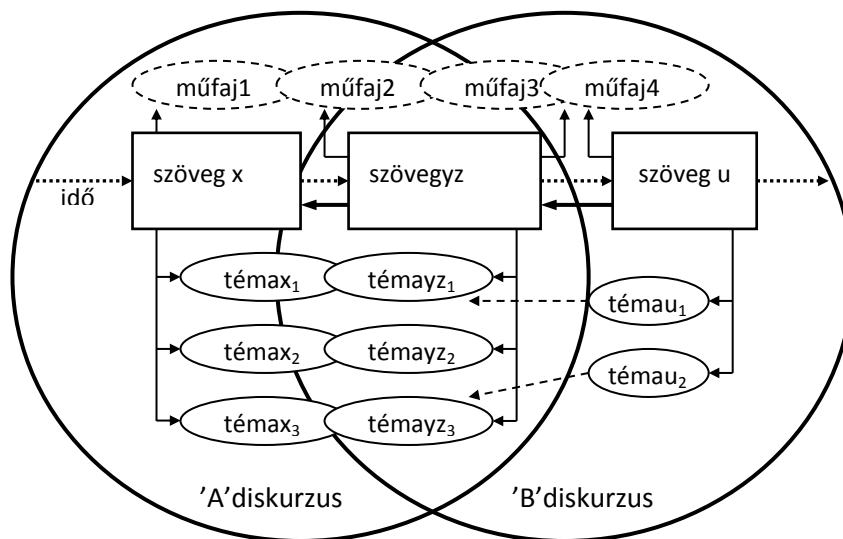 műfaj1 műfaj2 műfaj3 műfaj4
szöveg x szövegyz szöveg u
idő
témax₁ témayz₁
témau₁
témax₂ témayz₂
témau₂
témax₃ témayz₃
’A’diskurzus ’B’diskurzus